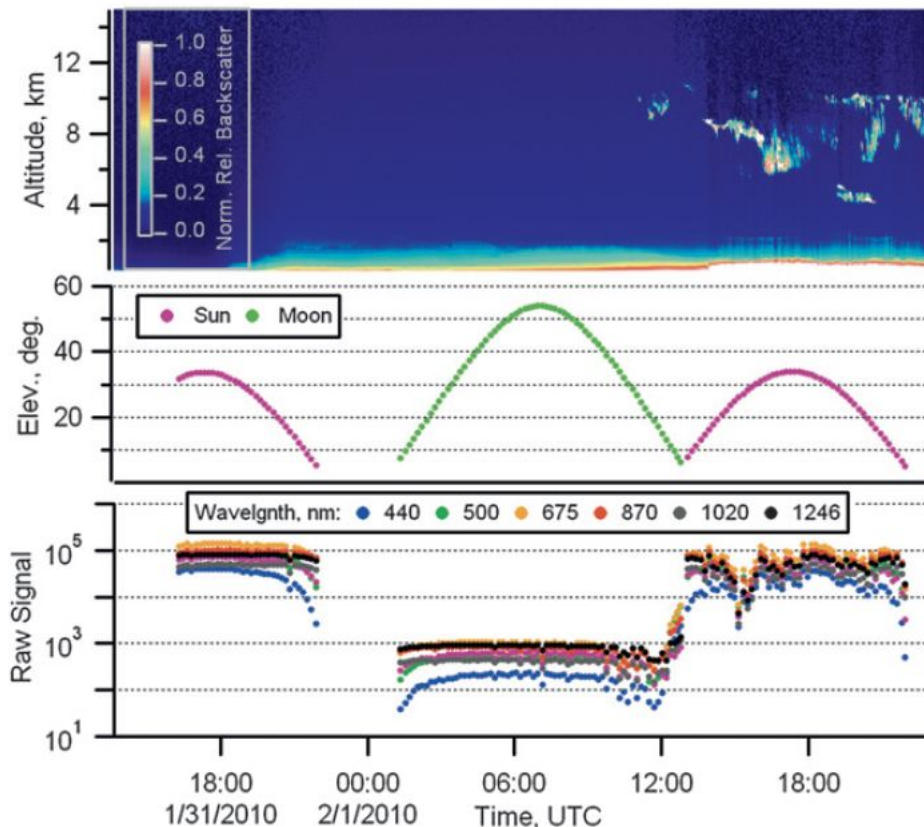 Altitude, km
12
8
4
1.0
0.8
0.6
0.4
0.2
0.0
Norm. Rel. Backscatter
Elev., deg.
60
40
20
Sun Moon
Raw Signal
10^5
10^3
10^1
Wavelgnth, nm: 440 500 675 870 1020 1246
18:00 00:00 06:00 12:00 18:00
1/31/2010 2/1/2010 Time, UTC